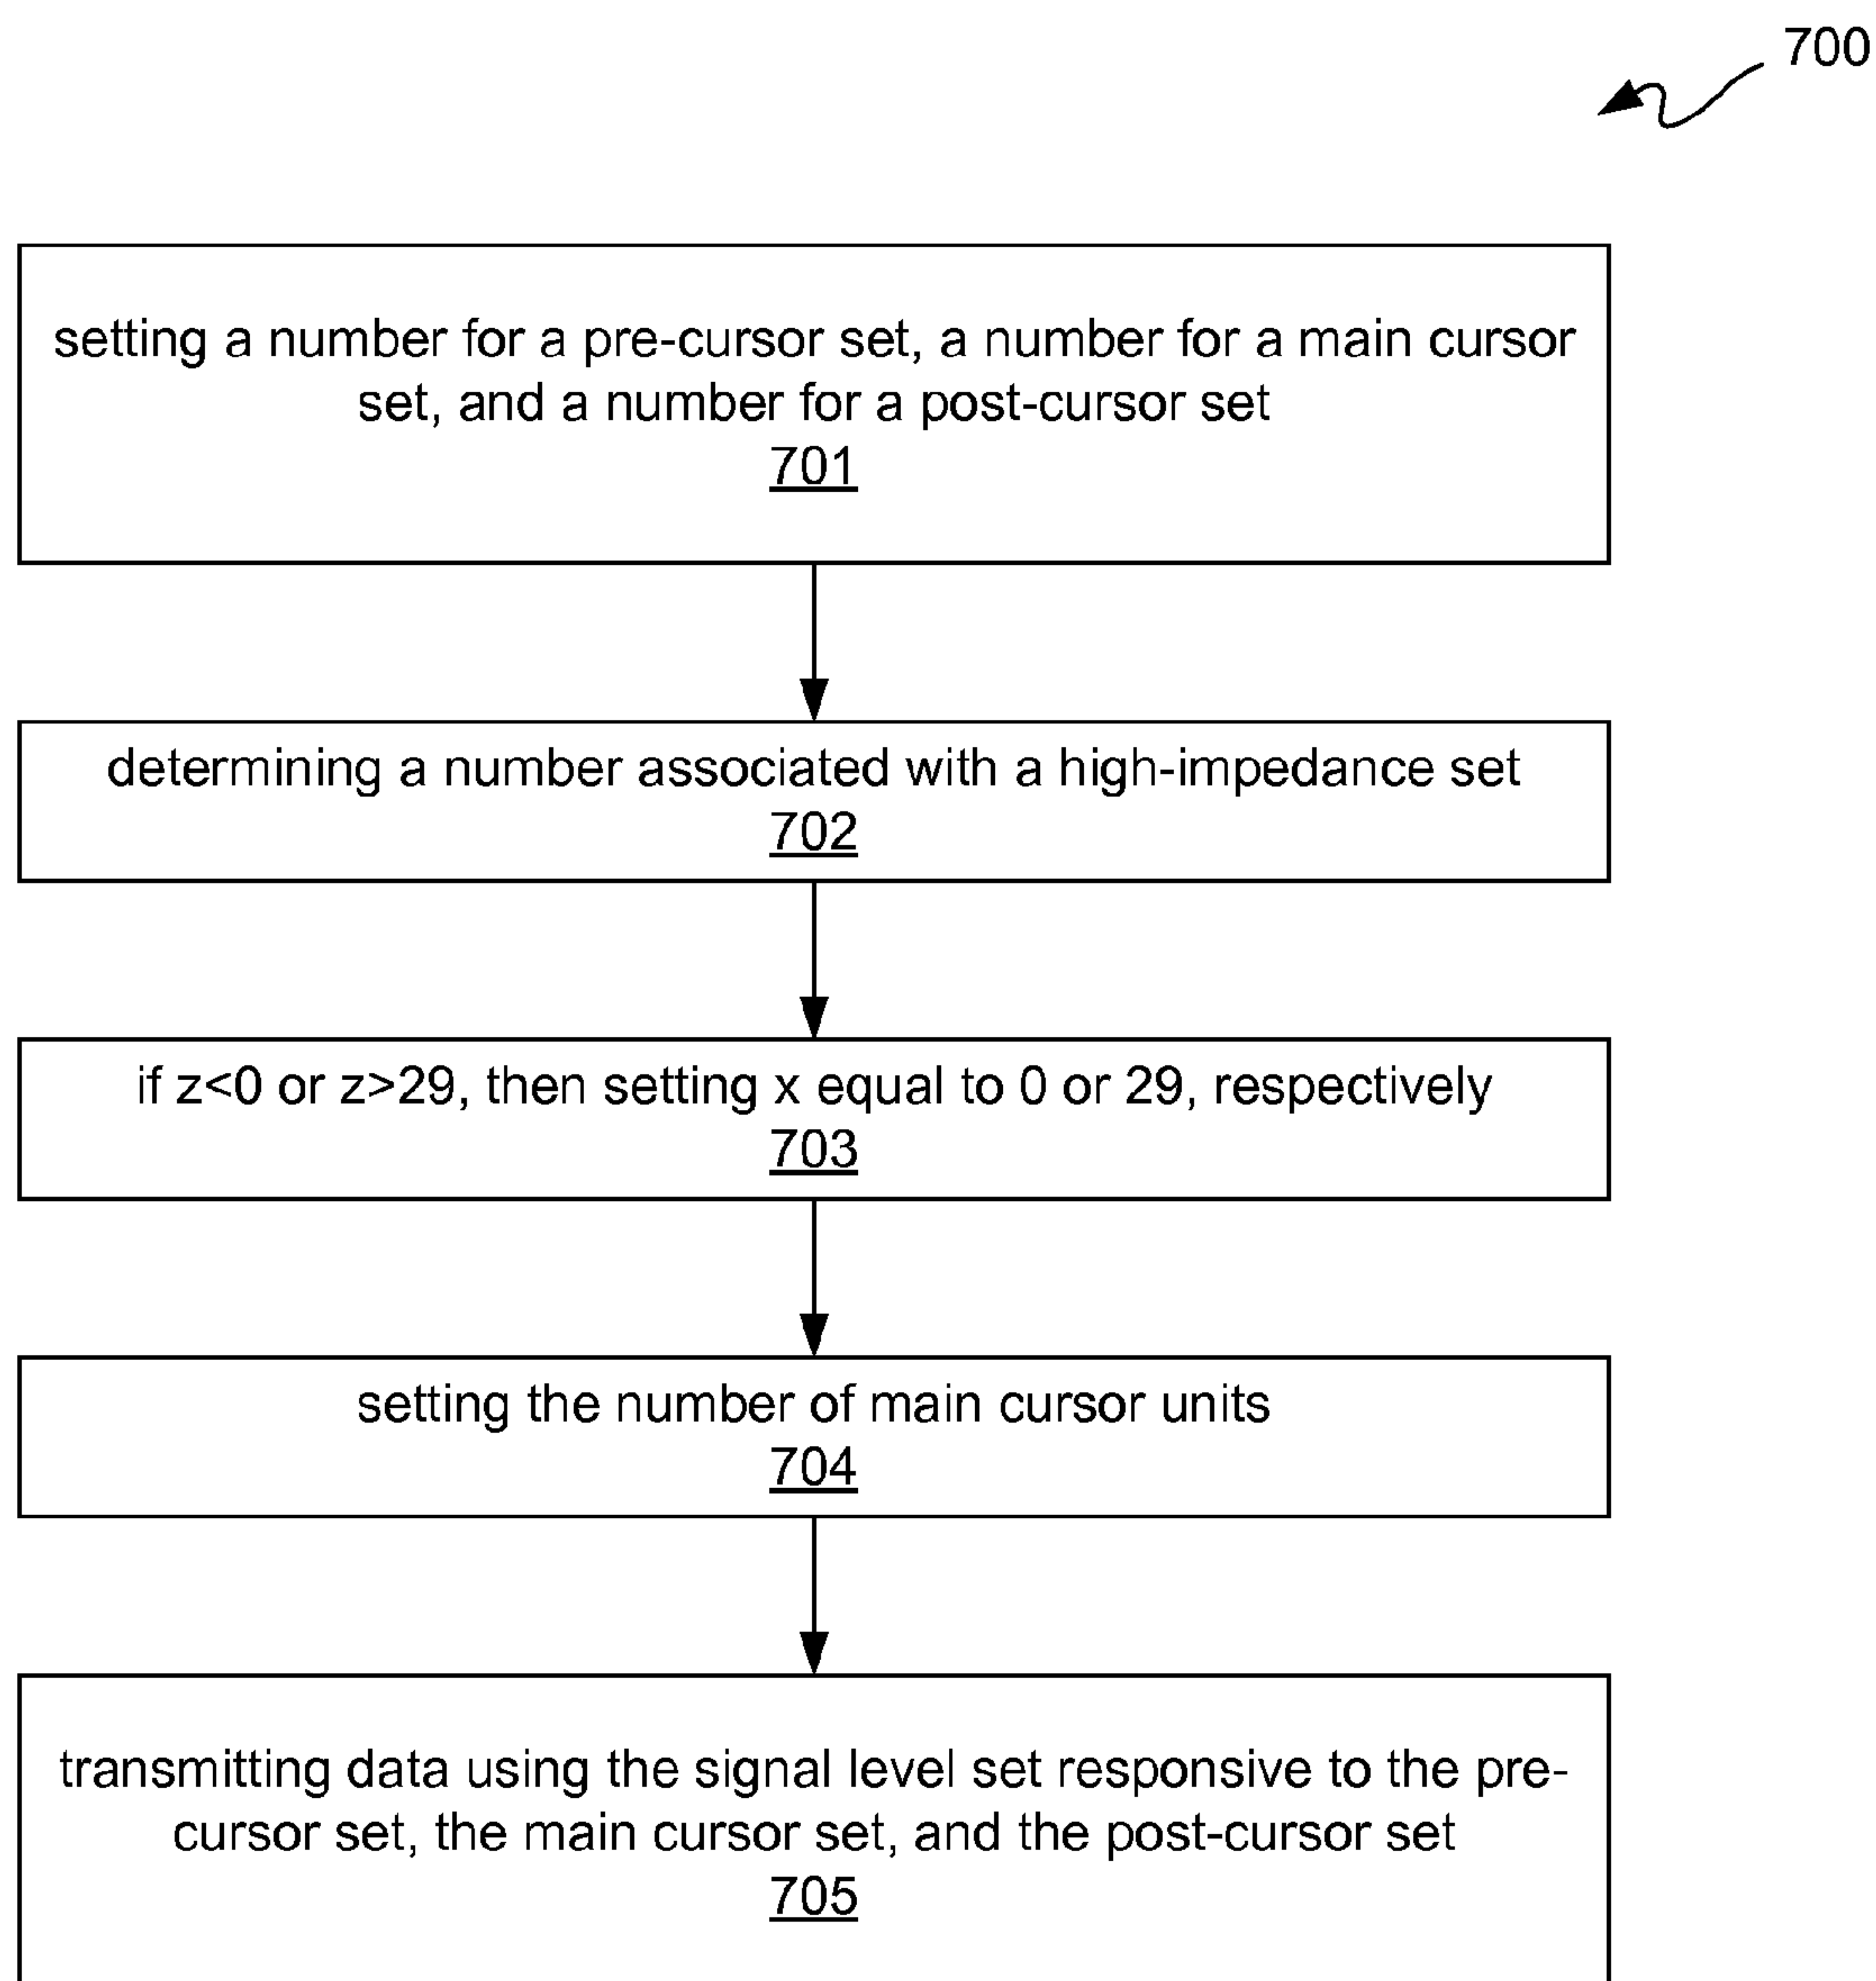 700
setting a number for a pre-cursor set, a number for a main cursor
set, and a number for a post-cursor set
701
determining a number associated with a high-impedance set
702
if z<0 or z>29, then setting x equal to 0 or 29, respectively
703
setting the number of main cursor units
704
transmitting data using the signal level set responsive to the pre-
cursor set, the main cursor set, and the post-cursor set
705